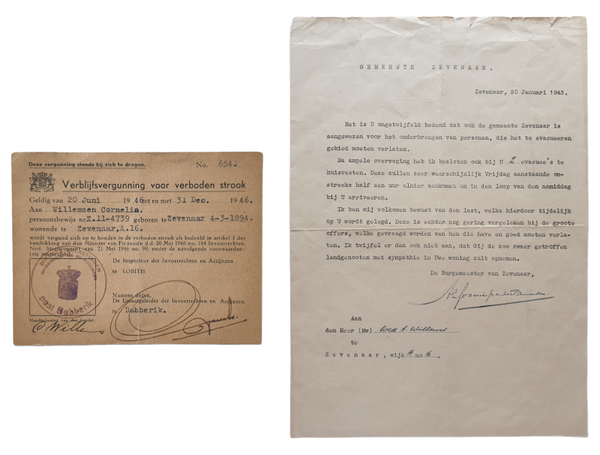 Deze vergunning steeds bij zich te dragen.
No. 654.
Verblijfsvergunning voor verboden strook
Geldig van 20 Juni 1946 tot en met 31 Dec. 1946.
Aan Willemsen Cornelia,
persoonsbewijs nr Z.11-4739 geboren te Zevenaar 4-3-1894.
wonende te Zevenaar, A.16.
wordt vergund zich op te houden in de verboden strook als bedoeld in artikel 1 der
beschikking van den Minister van Financiën d.d. 20 Mei 1946 no. 104 Invoerrechten.
Ned. Staatscourant van 21 Mei 1946 no. 99, onder de navolgende voorwaarden:
De Inspecteur der Invoerrechten en Accijnzen
te LOBITH
Namens dezen,
De Ontvanger der Invoerrechten en Accijnzen
te Babberik.
post Babberik
C. Willemsen
GEMEENTE ZEVENAAR.
Zevenaar, 20 Januari 1943.
Het is U ongetwijfeld bekend dat ook de gemeente Zevenaar is
aangewezen voor het onderbrengen van personen, die het te evacueeren
gebied moeten verlaten.
Na ampele overweging heb ik besloten ook bij U 2 evacué's te
huisvesten. Deze zullen zeer waarschijnlijk Vrijdag aanstaande om-
streeks half een uur alhier aankomen en in den loop van den namiddag
bij U arriveeren.
Ik ben mij volkomen bewust van den last, welke hierdoor tijdelijk
op U wordt gelegd. Deze is echter nog gering vergeleken bij de groote
offers, welke gevraagd worden van hen die have en goed moeten verla-
ten. Ik twijfel er dan ook niet aan, dat Gij de zoo zwaar getroffen
landgenooten met sympathie in Uwe woning zult opnemen.
De Burgemeester van Zevenaar,
Aan
den Heer (Mw) Wed. A. Willemsen
te
Zevenaar, wijk A no 16